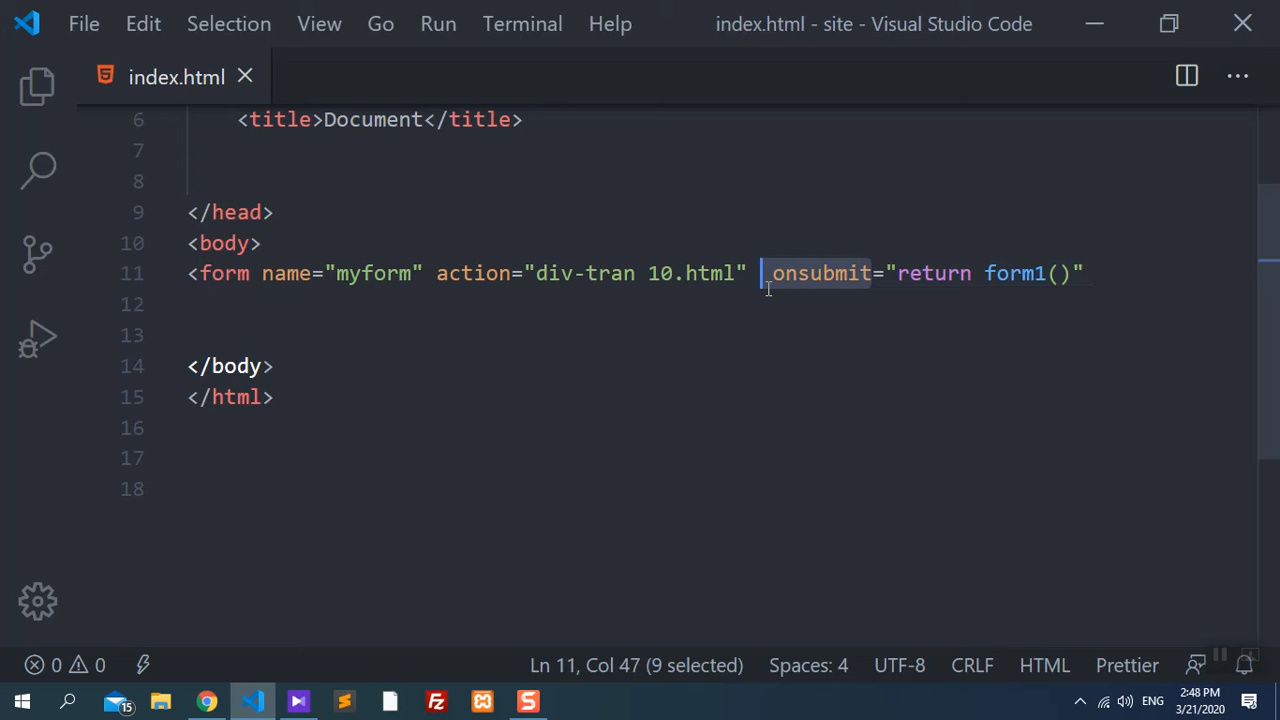 File Edit Selection View Go Run Terminal Help index.html - site - Visual Studio Code
index.html
6 <title>Document</title>
7
8
9 </head>
10 <body>
11 <form name="myform" action="div-tran 10.html"  onsubmit="return form1()"
12
13
14 </body>
15 </html>
16
17
18
0 0 Ln 11, Col 47 (9 selected) Spaces: 4 UTF-8 CRLF HTML Prettier
15 Fz S ENG 2:48 PM
3/21/2020